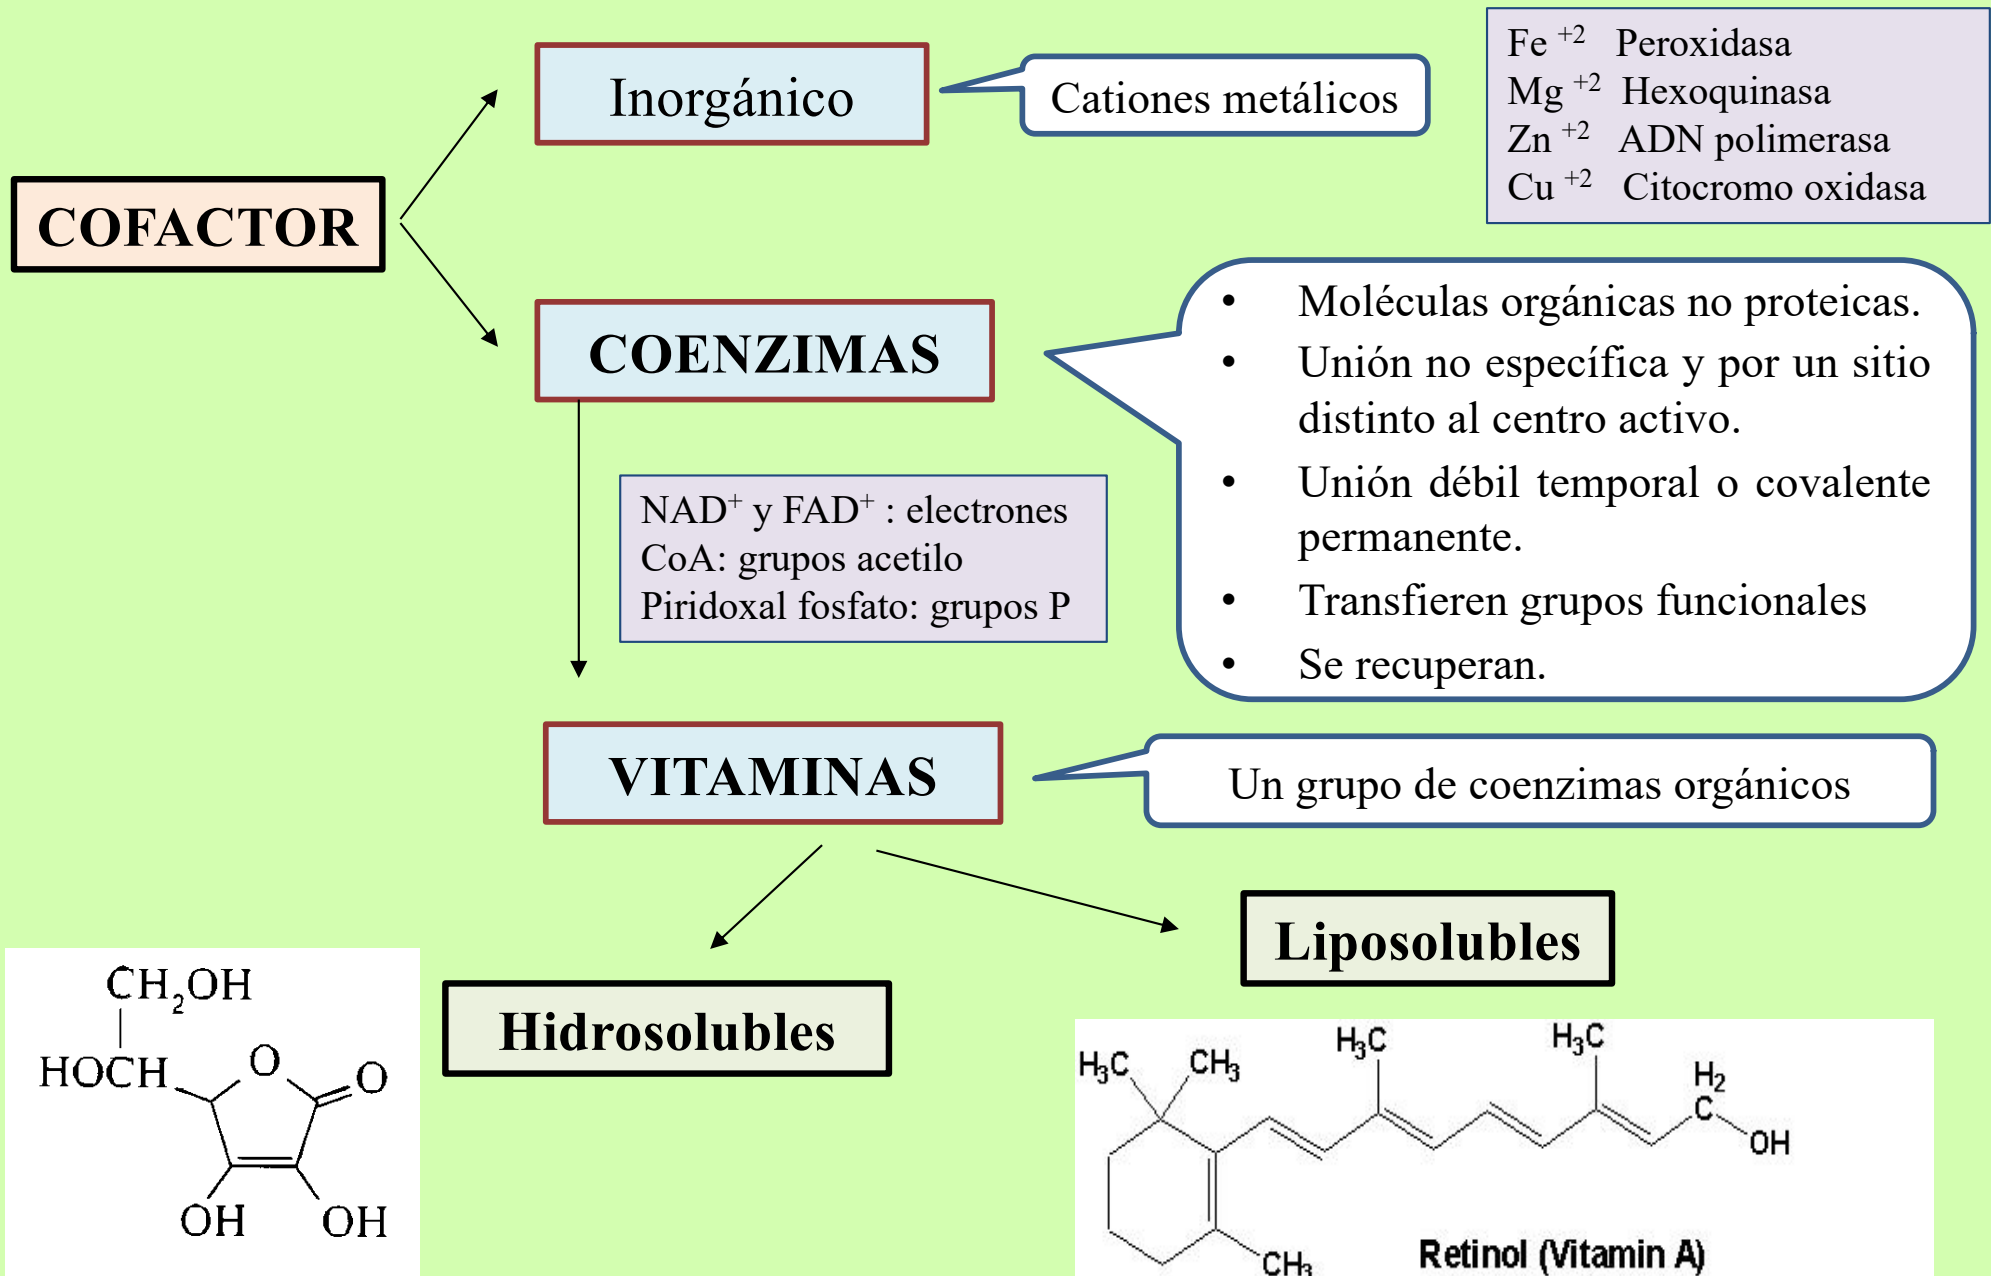 Inorgánico
Cationes metálicos
Fe +2 Peroxidasa
Mg +2 Hexoquinasa
Zn +2 ADN polimerasa
Cu +2 Citocromo oxidasa
COFACTOR
COENZIMAS
• Moléculas orgánicas no proteicas.
• Unión no específica y por un sitio
distinto al centro activo.
• Unión débil temporal o covalente
permanente.
• Transfieren grupos funcionales
• Se recuperan.
NAD⁺ y FAD⁺ : electrones
CoA: grupos acetilo
Piridoxal fosfato: grupos P
VITAMINAS
Un grupo de coenzimas orgánicos
Liposolubles
Hidrosolubles
CH₂OH
HOCH
O
O
OH
OH
H₃C
CH₃
H₃C
H₃C
H₂
C
OH
CH₃
Retinol (Vitamin A)